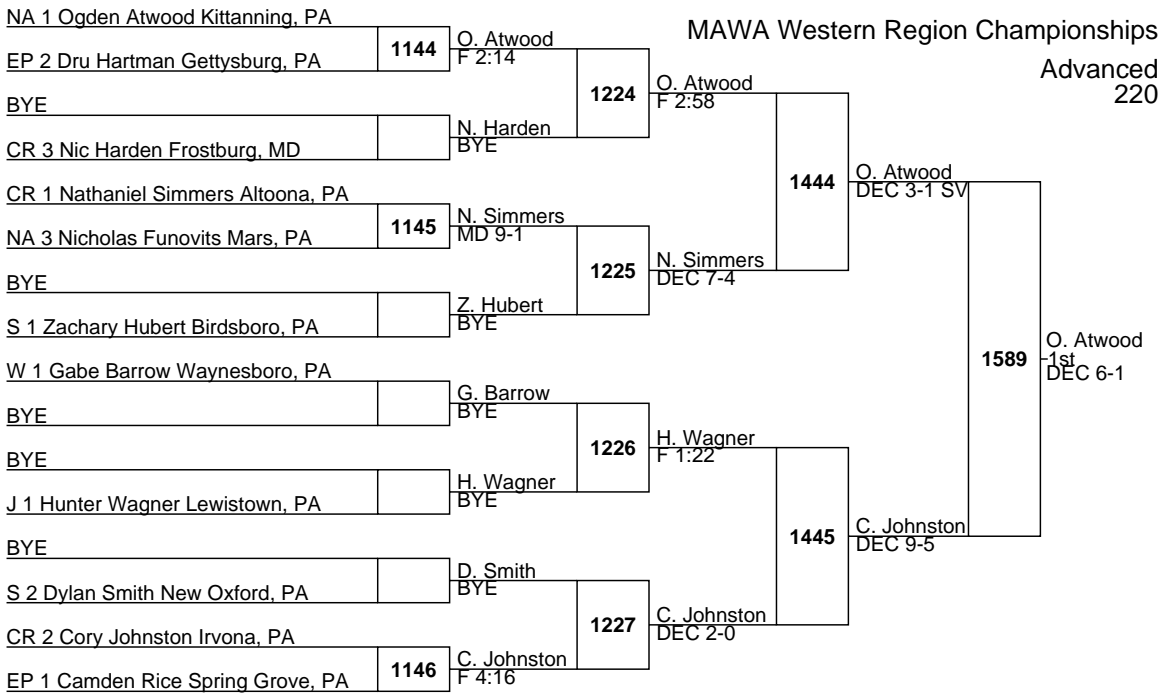 MAWA Western Region Championships
Advanced
220
NA 1 Ogden Atwood Kittanning, PA
EP 2 Dru Hartman Gettysburg, PA
BYE
CR 3 Nic Harden Frostburg, MD
CR 1 Nathaniel Simmers Altoona, PA
NA 3 Nicholas Funovits Mars, PA
BYE
S 1 Zachary Hubert Birdsboro, PA
W 1 Gabe Barrow Waynesboro, PA
BYE
BYE
J 1 Hunter Wagner Lewistown, PA
BYE
S 2 Dylan Smith New Oxford, PA
CR 2 Cory Johnston Irvona, PA
EP 1 Camden Rice Spring Grove, PA
1144
1145
1146
O. Atwood
F 2:14
N. Harden
BYE
N. Simmers
MD 9-1
Z. Hubert
BYE
G. Barrow
BYE
H. Wagner
BYE
D. Smith
BYE
C. Johnston
F 4:16
1224
1225
1226
1227
O. Atwood
F 2:58
N. Simmers
DEC 7-4
H. Wagner
F 1:22
C. Johnston
DEC 2-0
1444
1445
O. Atwood
DEC 3-1 SV
C. Johnston
DEC 9-5
1589
O. Atwood
1st
DEC 6-1